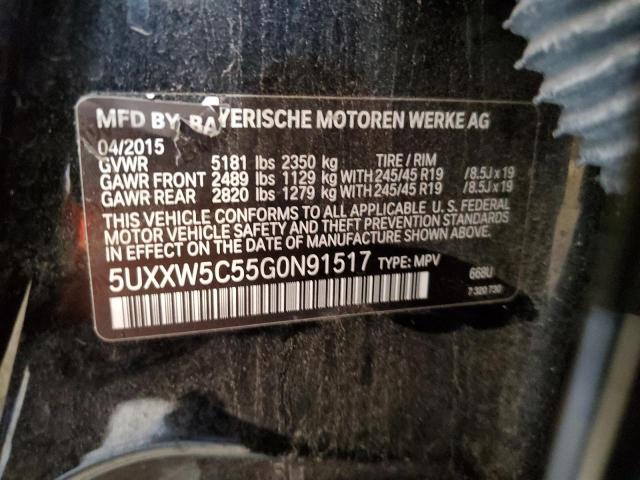 MFD BY BAYERISCHE MOTOREN WERKE AG
04/2015
GVWR 5181 lbs 2350 kg TIRE / RIM
GAWR FRONT 2489 lbs 1129 kg WITH 245/45 R19 /8.5J x 19
GAWR REAR 2820 lbs 1279 kg WITH 245/45 R19 /8.5J x 19
THIS VEHICLE CONFORMS TO ALL APPLICABLE U.S. FEDERAL
MOTOR VEHICLE SAFETY AND THEFT PREVENTION STANDARDS
IN EFFECT ON THE DATE OF MANUFACTURE SHOWN ABOVE.
5UXXW5C55G0N91517 TYPE: MPV 668U
7 320 730